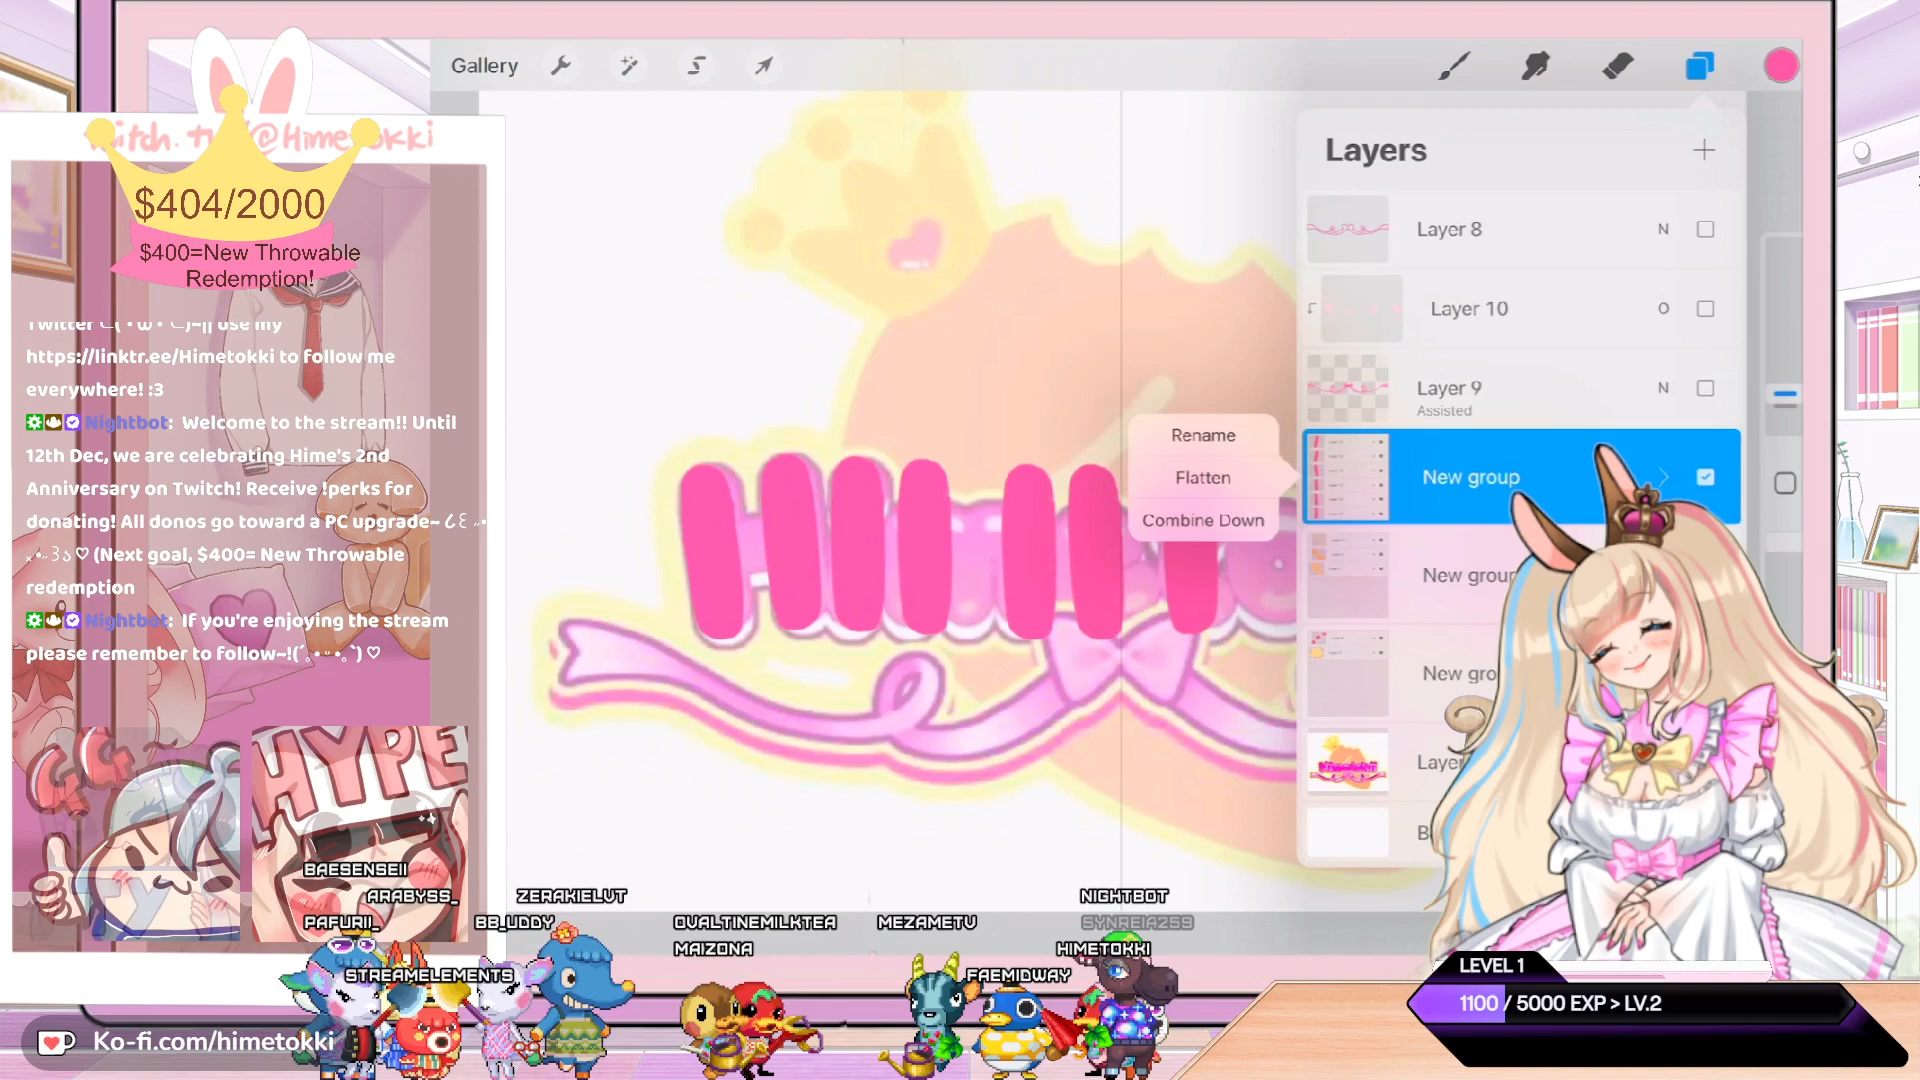 Gallery
@Himetokki
$404/2000
$400=New Throwable
Redemption!
use my
https://linktr.ee/Himetokki to follow me
everywhere! :3
Nightbot: Welcome to the stream!! Until
12th Dec, we are celebrating Hime's 2nd
Anniversary on Twitch! Receive !perks for
donating! All donos go toward a PC upgrade~
(Next goal, $400= New Throwable
redemption
Nightbot: If you're enjoying the stream
please remember to follow~!
GG
HYPE
Layers
Layer 8 N
Layer 10 O
Layer 9 N
Assisted
New group
Rename
Flatten
Combine Down
BAESENSEII
ARABYSS_
PAFURII_
STREAMELEMENTS
ZERAKIELVT
BB_UDDY
OVALTINEMILKTEA
MAIZONA
MEZAMETV
NIGHTBOT
SYNREIA259
HIMETOKKI
FAEMIDWAY
Ko-fi.com/himetokki
LEVEL 1
1100 / 5000 EXP > LV.2